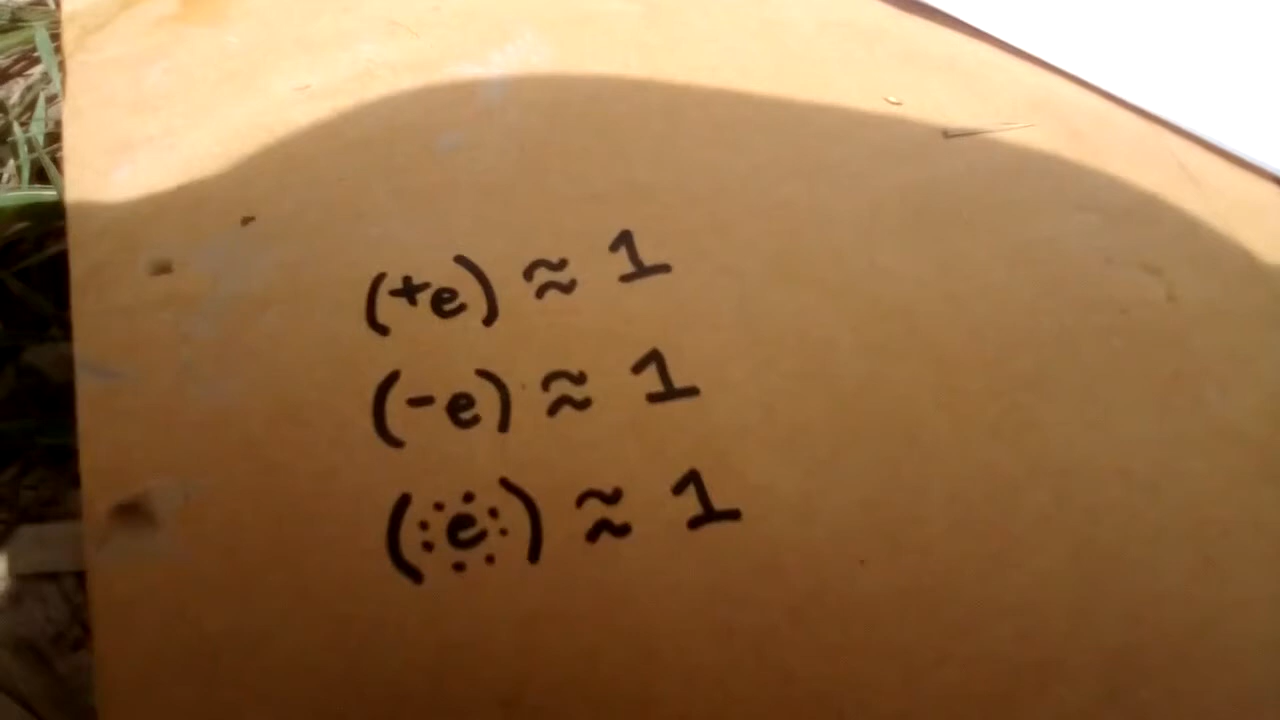 (+e) ≈ 1
(-e) ≈ 1
(:ë:) ≈ 1